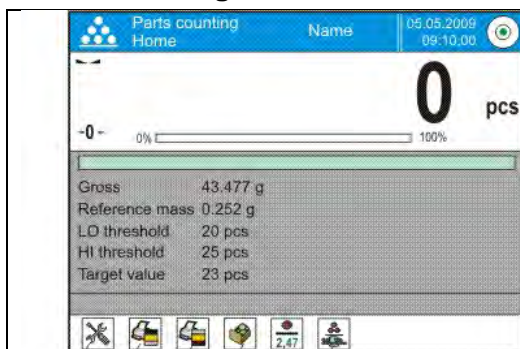 Parts counting Name 05.05.2009
Home 09:10,00
0 pcs
-0- 0% 100%
Gross 43.477 g
Reference mass 0.252 g
LO threshold 20 pcs
HI threshold 25 pcs
Target value 23 pcs
2,47